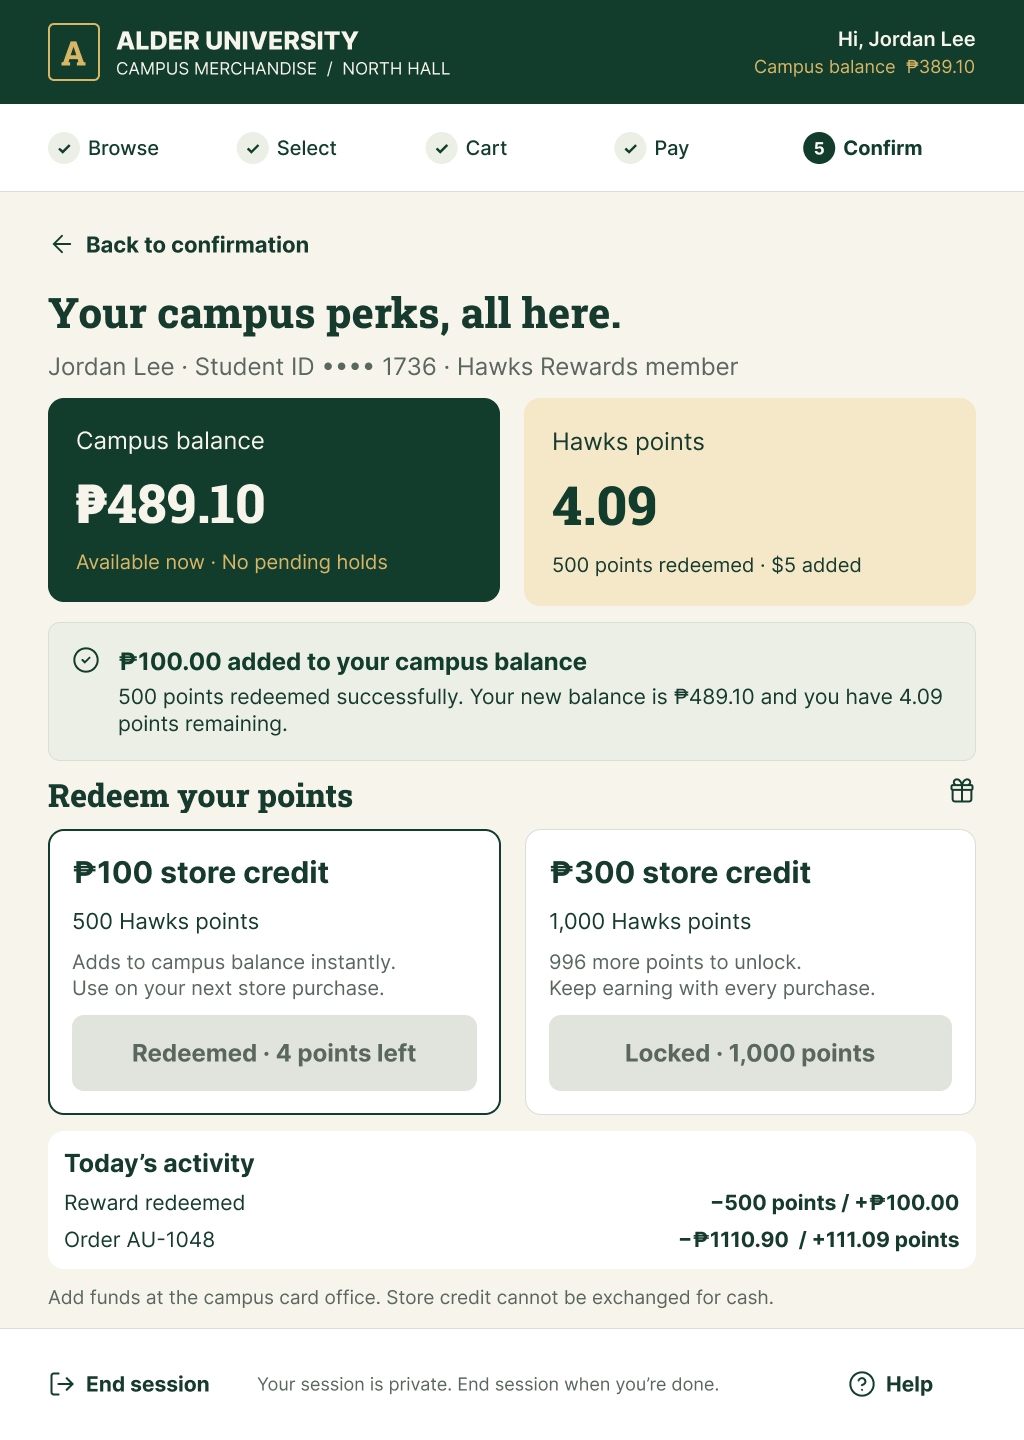 A
ALDER UNIVERSITY
CAMPUS MERCHANDISE / NORTH HALL
Hi, Jordan Lee
Campus balance ₱389.10
Browse
Select
Cart
Pay
5 Confirm
Back to confirmation
Your campus perks, all here.
Jordan Lee · Student ID •••• 1736 · Hawks Rewards member
Campus balance
₱489.10
Available now · No pending holds
Hawks points
4.09
500 points redeemed · $5 added
₱100.00 added to your campus balance
500 points redeemed successfully. Your new balance is ₱489.10 and you have 4.09
points remaining.
Redeem your points
₱100 store credit
500 Hawks points
Adds to campus balance instantly.
Use on your next store purchase.
Redeemed · 4 points left
₱300 store credit
1,000 Hawks points
996 more points to unlock.
Keep earning with every purchase.
Locked · 1,000 points
Today’s activity
Reward redeemed −500 points / +₱100.00
Order AU-1048 −₱1110.90 / +111.09 points
Add funds at the campus card office. Store credit cannot be exchanged for cash.
End session
Your session is private. End session when you’re done.
Help